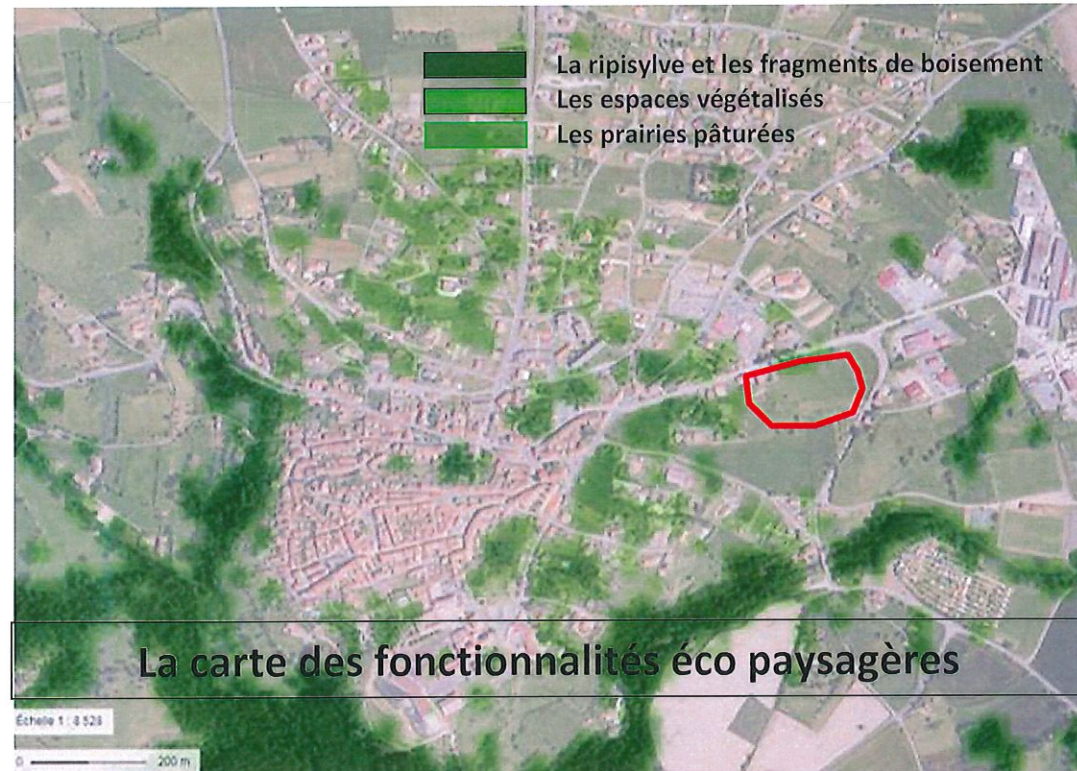 La ripisylve et les fragments de boisement
Les espaces végétalisés
Les prairies pâturées
La carte des fonctionnalités éco paysagères
Échelle 1 : 8 528
0 200 m